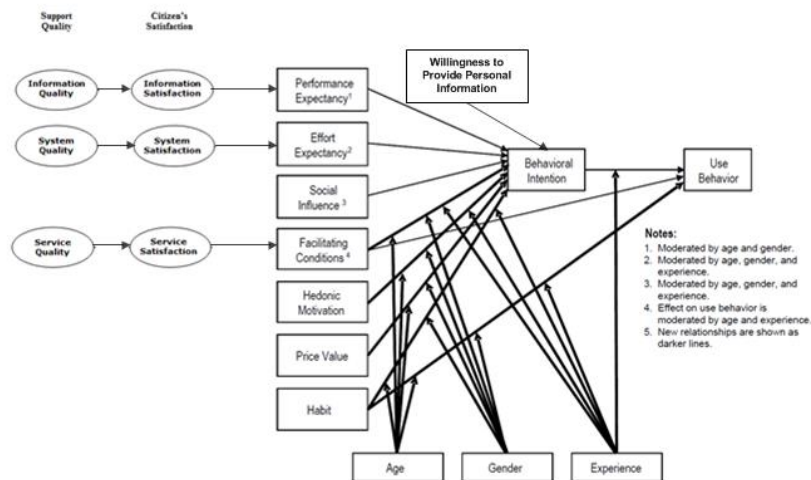 Support
Quality
Citizen's
Satisfaction
Willingness to
Provide Personal
Information
Information
Quality
Information
Satisfaction
Performance
Expectancy1
System
Quality
System
Satisfaction
Effort
Expectancy2
Behavioral
Intention
Use
Behavior
Social
Influence 3
Service
Quality
Service
Satisfaction
Facilitating
Conditions 4
Hedonic
Motivation
Price Value
Habit
Notes:
1. Moderated by age and gender.
2. Moderated by age, gender, and
experience.
3. Moderated by age, gender, and
experience.
4. Effect on use behavior is
moderated by age and experience.
5. New relationships are shown as
darker lines.
Age
Gender
Experience